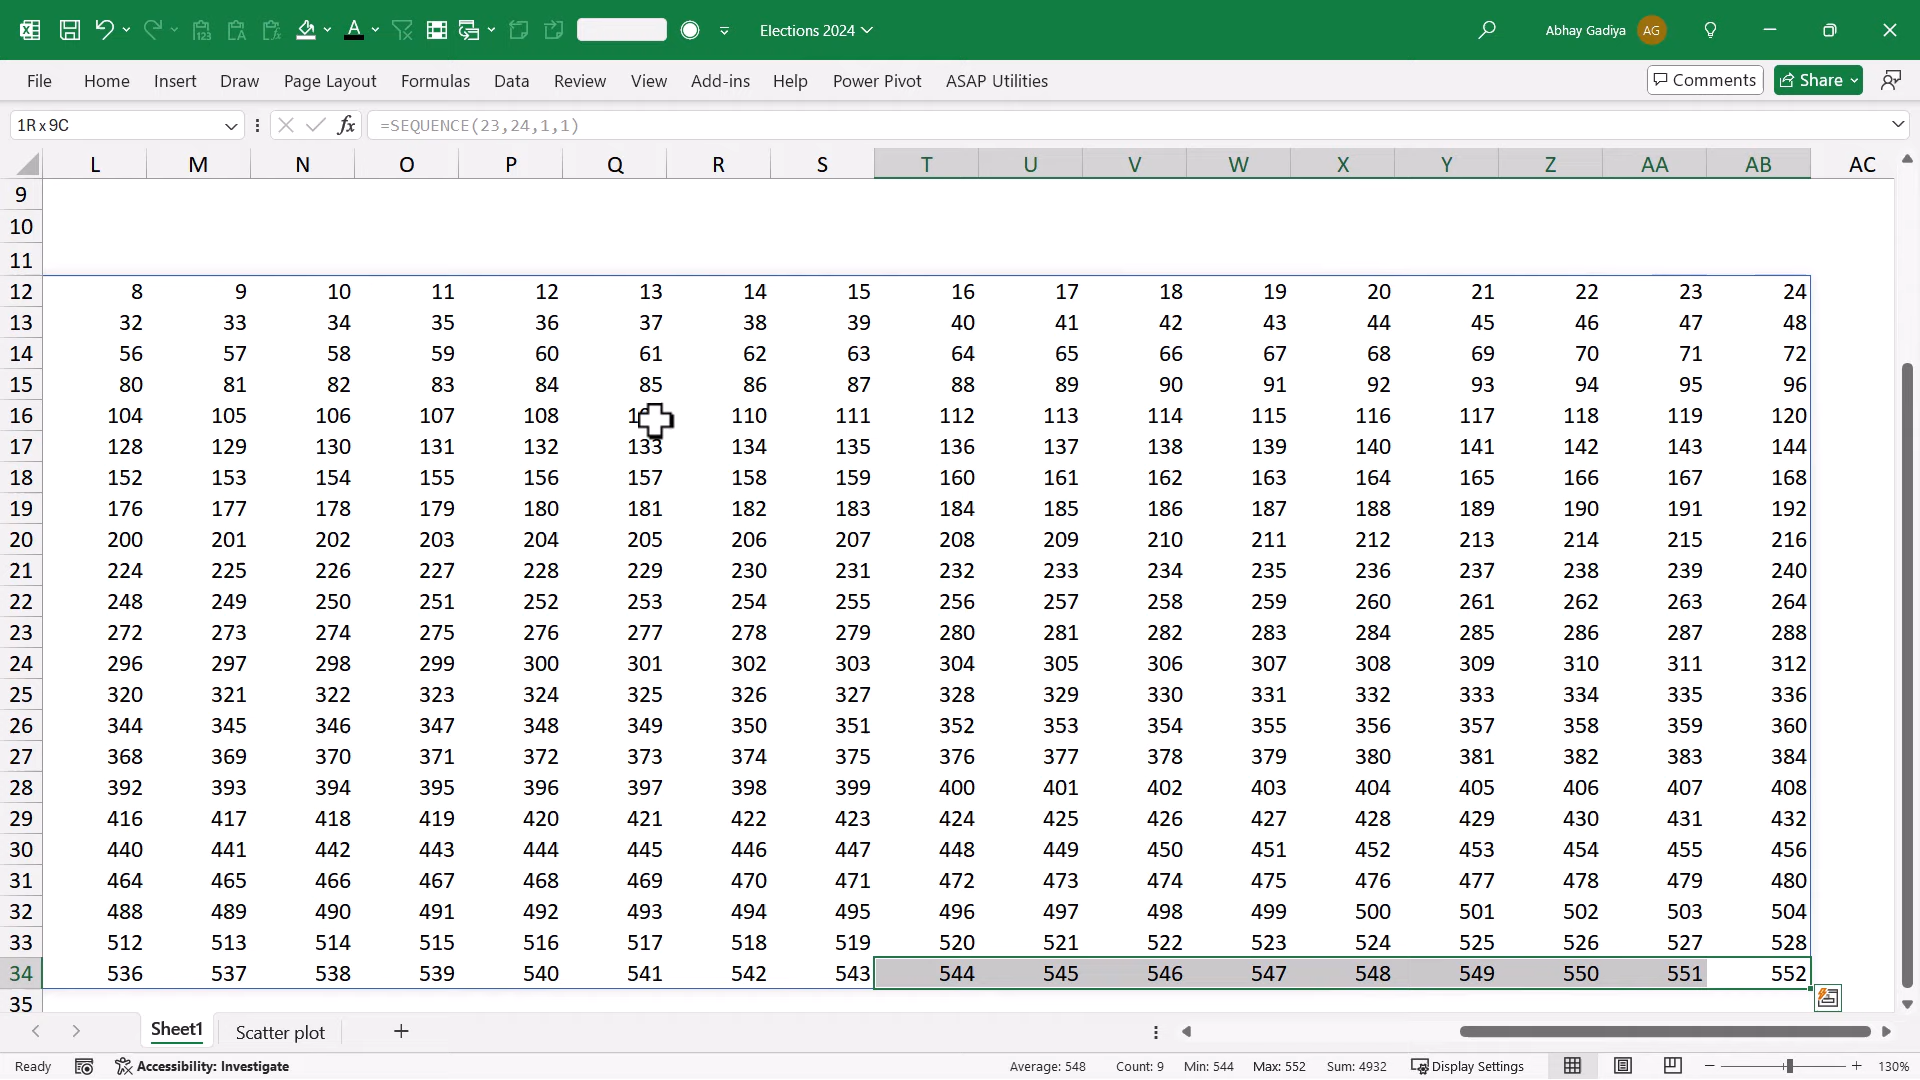 Elections 2024
Abhay Gadiya AG
File Home Insert Draw Page Layout Formulas Data Review View Add-ins Help Power Pivot ASAP Utilities Comments Share
1R x 9C fx =SEQUENCE(23,24,1,1)
L M N O P Q R S T U V W X Y Z AA AB AC
9
10
11
12 8 9 10 11 12 13 14 15 16 17 18 19 20 21 22 23 24
13 32 33 34 35 36 37 38 39 40 41 42 43 44 45 46 47 48
14 56 57 58 59 60 61 62 63 64 65 66 67 68 69 70 71 72
15 80 81 82 83 84 85 86 87 88 89 90 91 92 93 94 95 96
16 104 105 106 107 108 110 111 112 113 114 115 116 117 118 119 120
17 128 129 130 131 132 133 134 135 136 137 138 139 140 141 142 143 144
18 152 153 154 155 156 157 158 159 160 161 162 163 164 165 166 167 168
19 176 177 178 179 180 181 182 183 184 185 186 187 188 189 190 191 192
20 200 201 202 203 204 205 206 207 208 209 210 211 212 213 214 215 216
21 224 225 226 227 228 229 230 231 232 233 234 235 236 237 238 239 240
22 248 249 250 251 252 253 254 255 256 257 258 259 260 261 262 263 264
23 272 273 274 275 276 277 278 279 280 281 282 283 284 285 286 287 288
24 296 297 298 299 300 301 302 303 304 305 306 307 308 309 310 311 312
25 320 321 322 323 324 325 326 327 328 329 330 331 332 333 334 335 336
26 344 345 346 347 348 349 350 351 352 353 354 355 356 357 358 359 360
27 368 369 370 371 372 373 374 375 376 377 378 379 380 381 382 383 384
28 392 393 394 395 396 397 398 399 400 401 402 403 404 405 406 407 408
29 416 417 418 419 420 421 422 423 424 425 426 427 428 429 430 431 432
30 440 441 442 443 444 445 446 447 448 449 450 451 452 453 454 455 456
31 464 465 466 467 468 469 470 471 472 473 474 475 476 477 478 479 480
32 488 489 490 491 492 493 494 495 496 497 498 499 500 501 502 503 504
33 512 513 514 515 516 517 518 519 520 521 522 523 524 525 526 527 528
34 536 537 538 539 540 541 542 543 544 545 546 547 548 549 550 551 552
35
Sheet1 Scatter plot
Ready Accessibility: Investigate Average: 548 Count: 9 Min: 544 Max: 552 Sum: 4932 Display Settings 130%